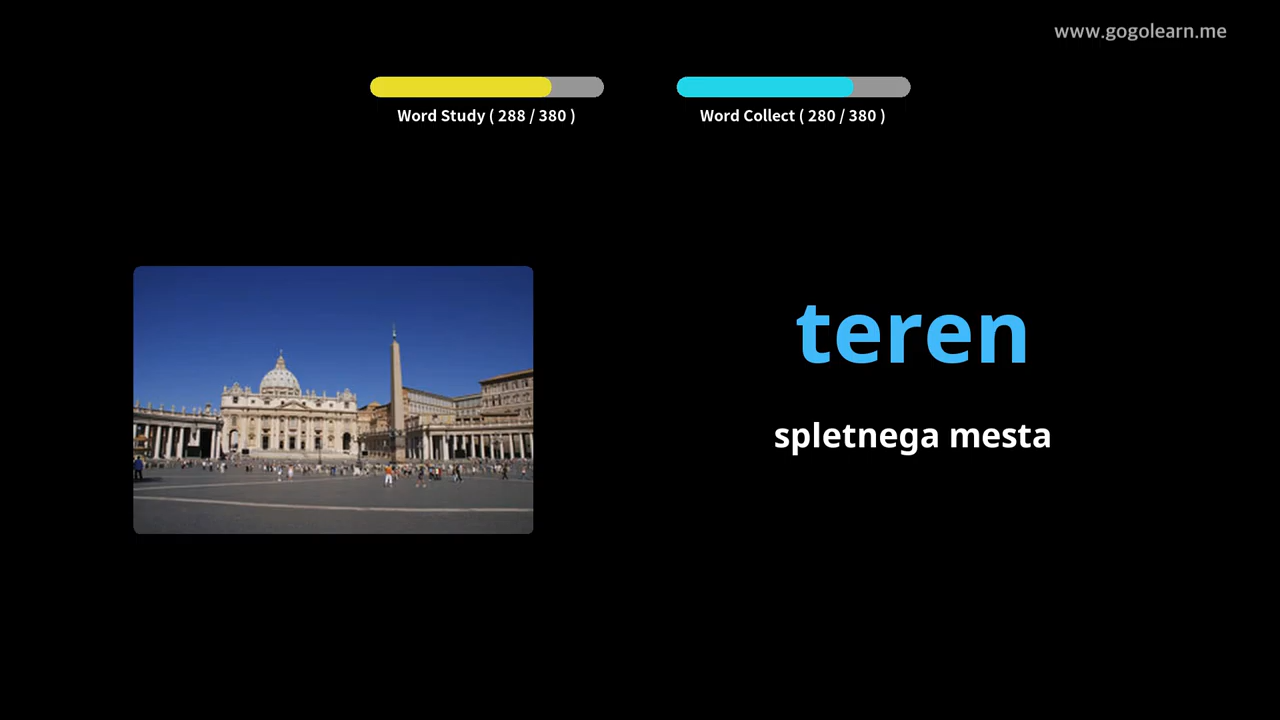 www.gogolearn.me
Word Study ( 288 / 380 )
Word Collect ( 280 / 380 )
teren
spletnega mesta